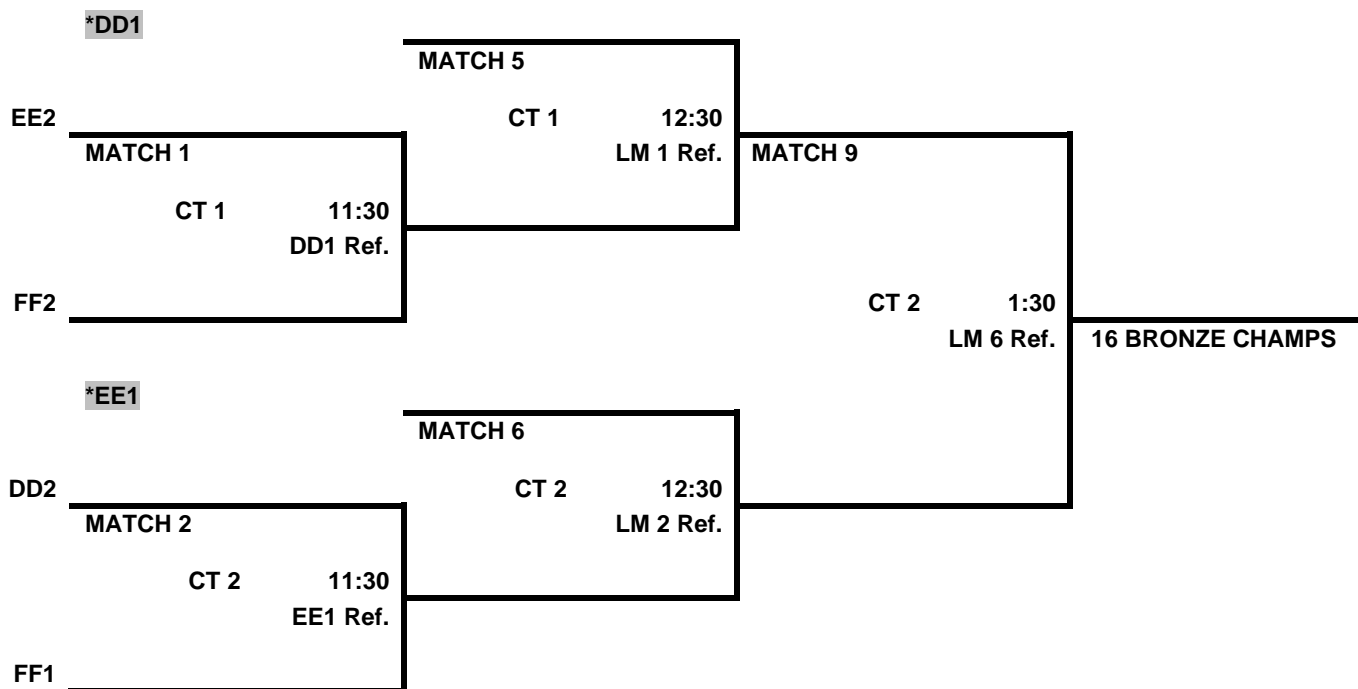 *DD1
MATCH 5
EE2 CT 1 12:30
MATCH 1 LM 1 Ref. MATCH 9
CT 1 11:30
DD1 Ref.
FF2 CT 2 1:30
LM 6 Ref. 16 BRONZE CHAMPS
*EE1
MATCH 6
DD2 CT 2 12:30
MATCH 2 LM 2 Ref.
CT 2 11:30
EE1 Ref.
FF1